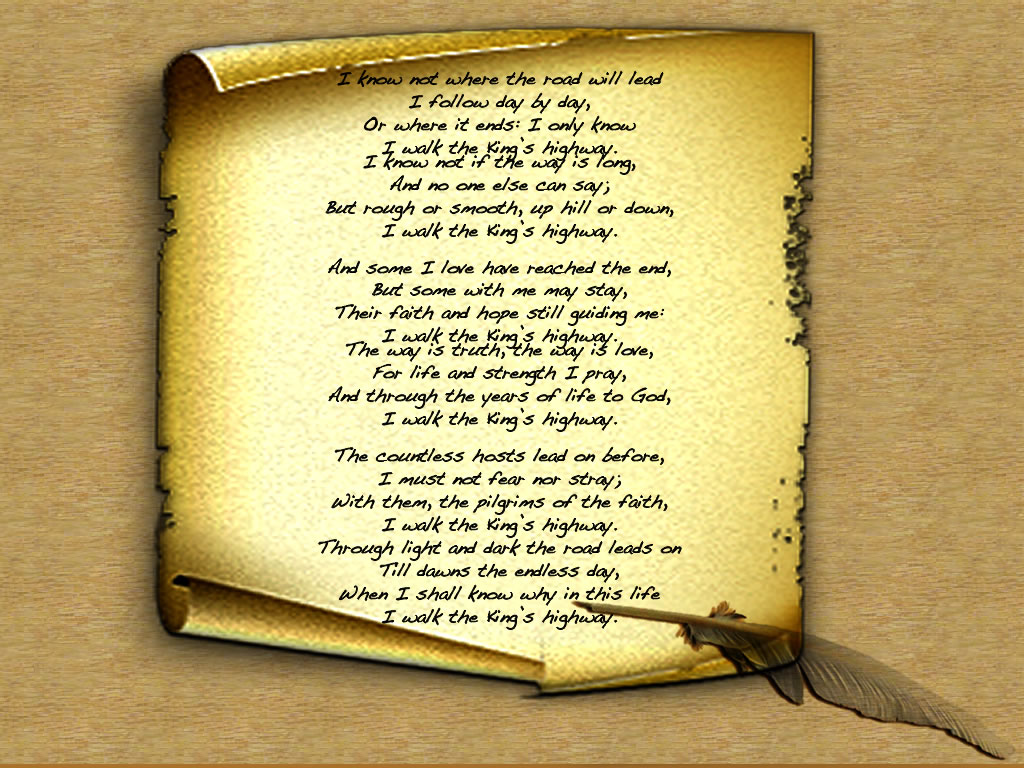 I know not where the road will lead
I follow day by day,
Or where it ends: I only know
I walk the King's highway.
I know not if the way is long,
And no one else can say;
But rough or smooth, up hill or down,
I walk the King's highway.
And some I love have reached the end,
But some with me may stay,
Their faith and hope still guiding me:
I walk the King's highway.
The way is truth, the way is love,
For life and strength I pray,
And through the years of life to God,
I walk the King's highway.
The countless hosts lead on before,
I must not fear nor stray;
With them, the pilgrims of the faith,
I walk the King's highway.
Through light and dark the road leads on
Till dawns the endless day,
When I shall know why in this life
I walk the King's highway.